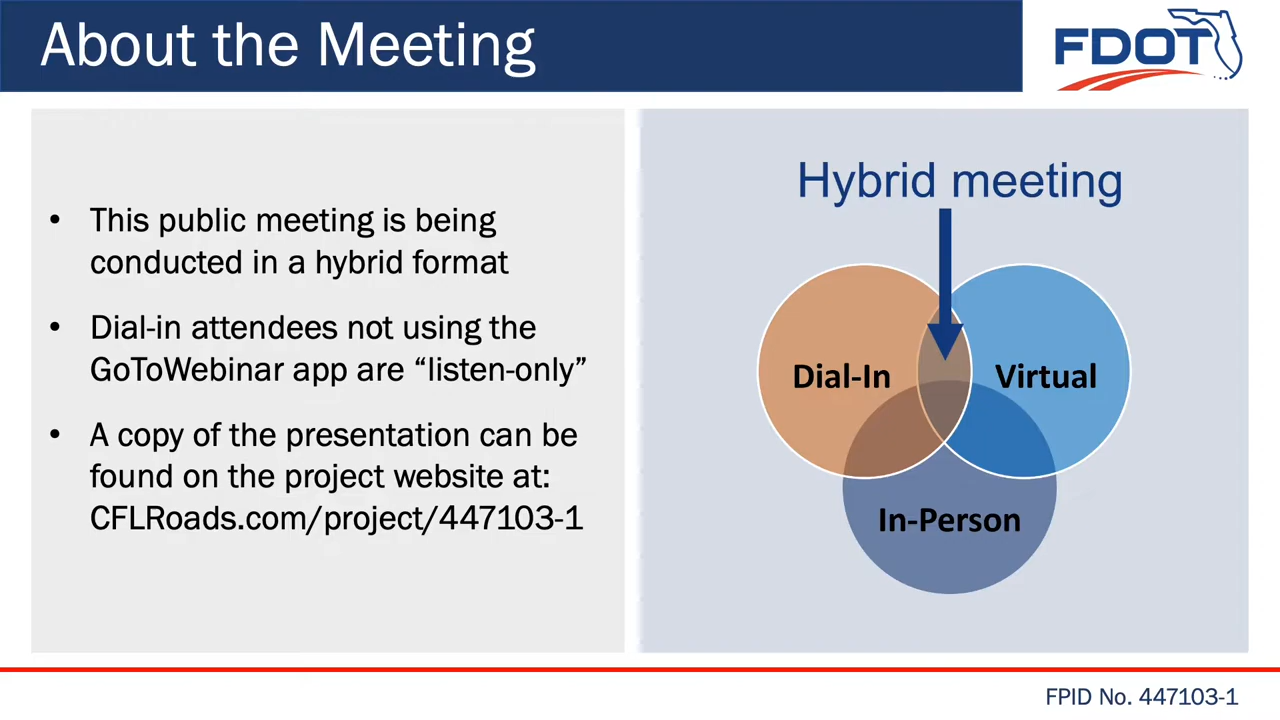 About the Meeting
FDOT
• This public meeting is being
conducted in a hybrid format
• Dial-in attendees not using the
GoToWebinar app are “listen-only”
• A copy of the presentation can be
found on the project website at:
CFLRoads.com/project/447103-1
Hybrid meeting
Dial-In
Virtual
In-Person
FPID No. 447103-1